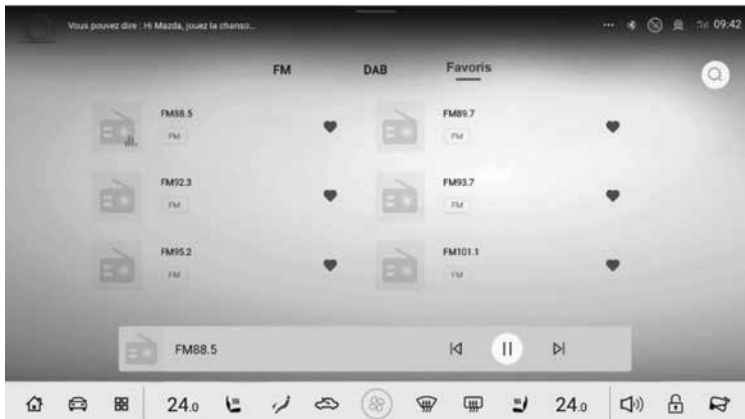 Vous pouvez dire : Hi Mazda, jouez la chanso...
09:42
FM DAB Favoris
FM88.5 FM89.7
FM FM
FM92.3 FM93.7
FM FM
FM95.2 FM101.1
FM FM
FM88.5
24.0 24.0